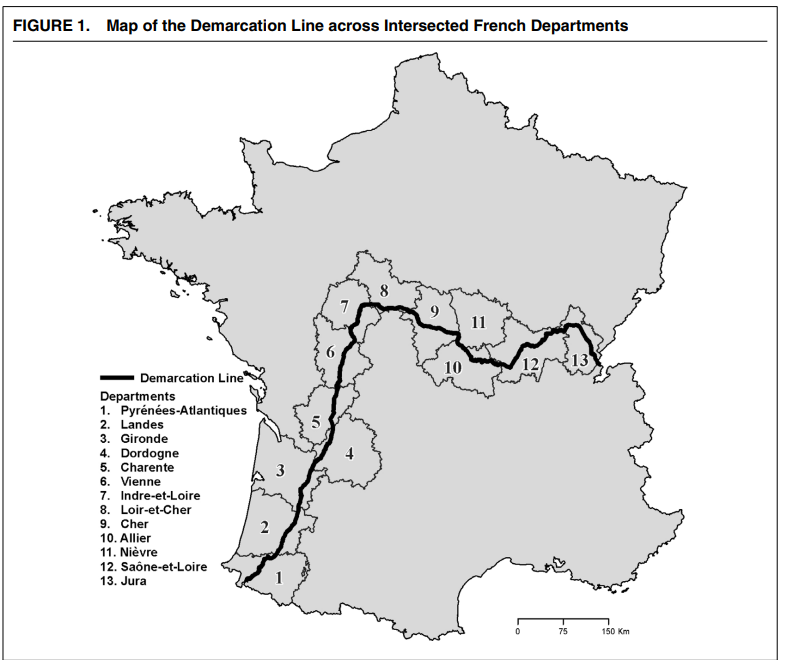 FIGURE 1. Map of the Demarcation Line across Intersected French Departments
8
7
9
11
6
10
12
13
5
4
3
2
1
Demarcation Line
Departments
1. Pyrénées-Atlantiques
2. Landes
3. Gironde
4. Dordogne
5. Charente
6. Vienne
7. Indre-et-Loire
8. Loir-et-Cher
9. Cher
10. Allier
11. Nièvre
12. Saône-et-Loire
13. Jura
0 75 150 Km